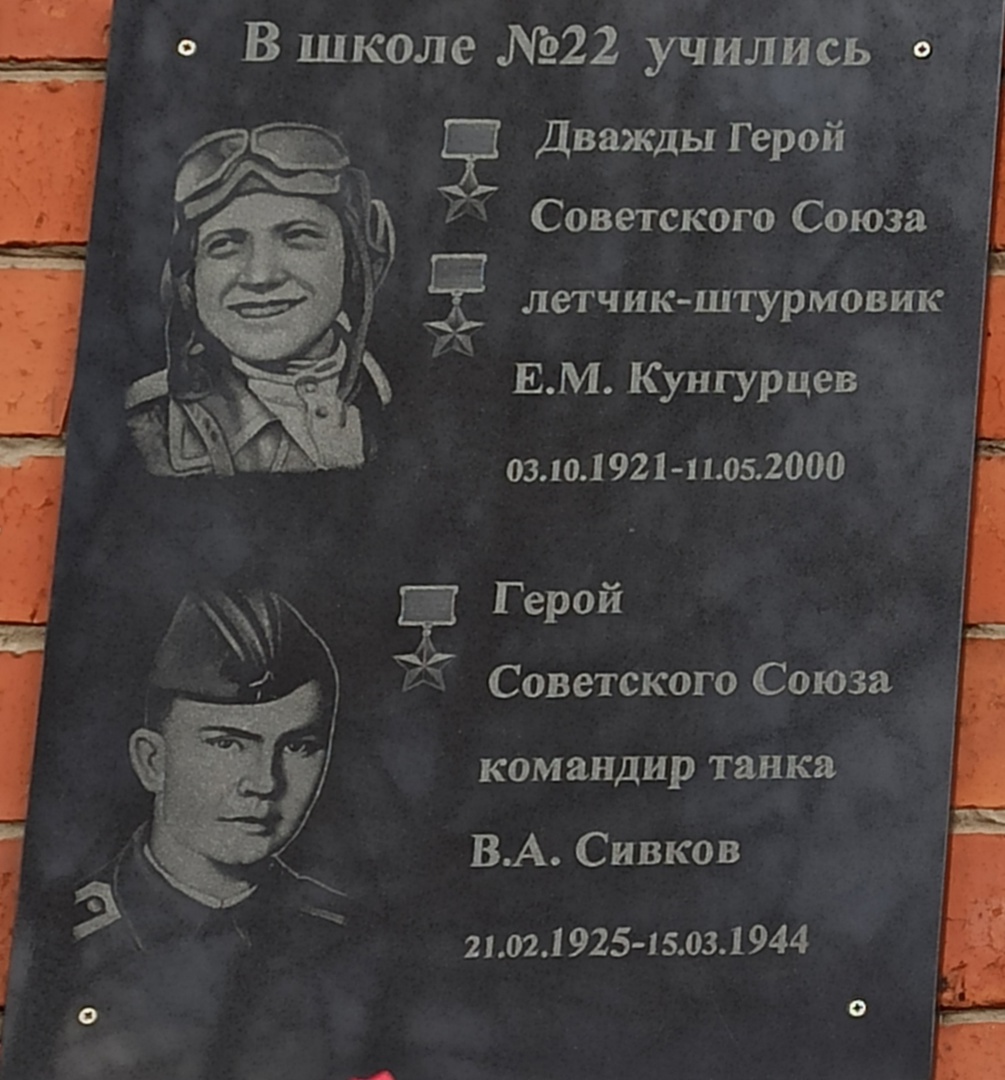 В школе №22 учились
Дважды Герой
Советского Союза
летчик-штурмовик
Е.М. Кунгурцев
03.10.1921-11.05.2000
Герой
Советского Союза
командир танка
В.А. Сивков
21.02.1925-15.03.1944